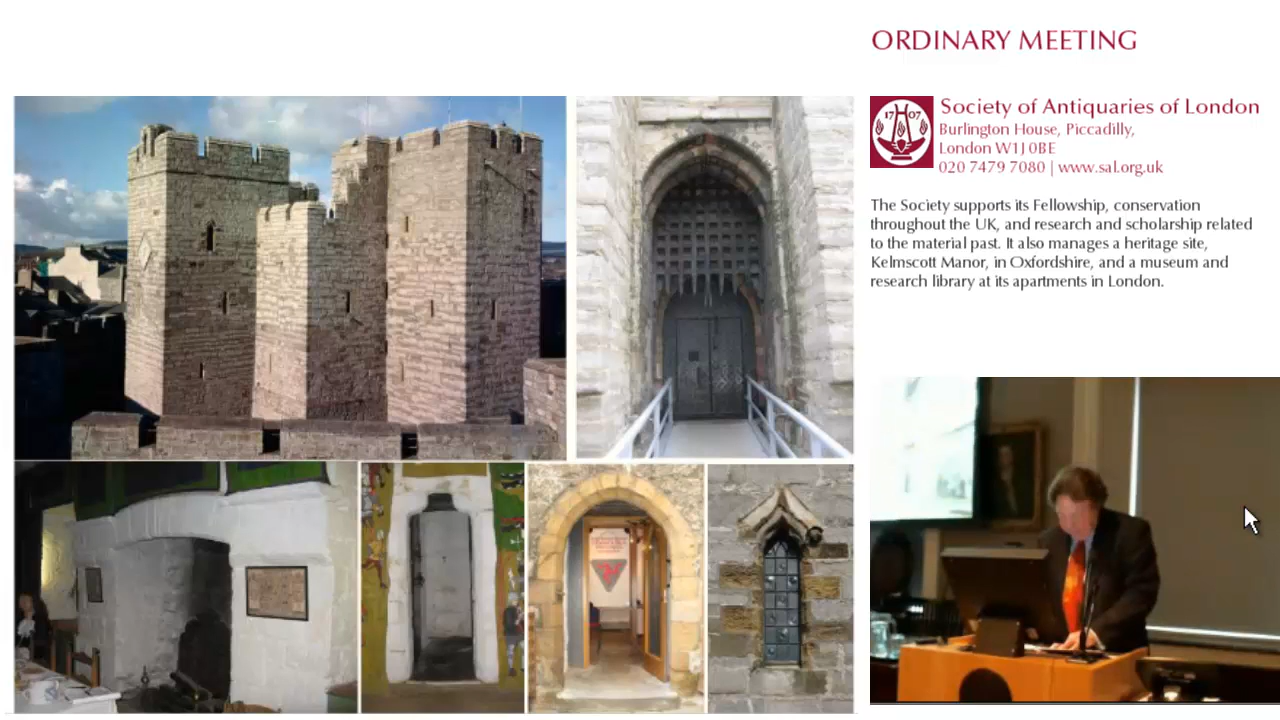 ORDINARY MEETING
17 07
Society of Antiquaries of London
Burlington House, Piccadilly,
London W1J 0BE
020 7479 7080 | www.sal.org.uk
The Society supports its Fellowship, conservation
throughout the UK, and research and scholarship related
to the material past. It also manages a heritage site,
Kelmscott Manor, in Oxfordshire, and a museum and
research library at its apartments in London.